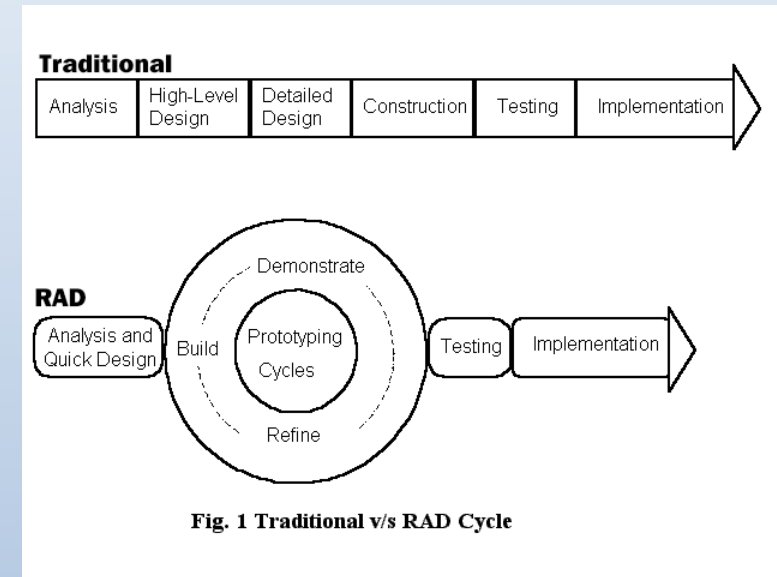 Traditional
Analysis
High-Level
Design
Detailed
Design
Construction
Testing
Implementation
RAD
Analysis and
Quick Design
Build
Demonstrate
Prototyping
Cycles
Refine
Testing
Implementation
Fig. 1 Traditional v/s RAD Cycle